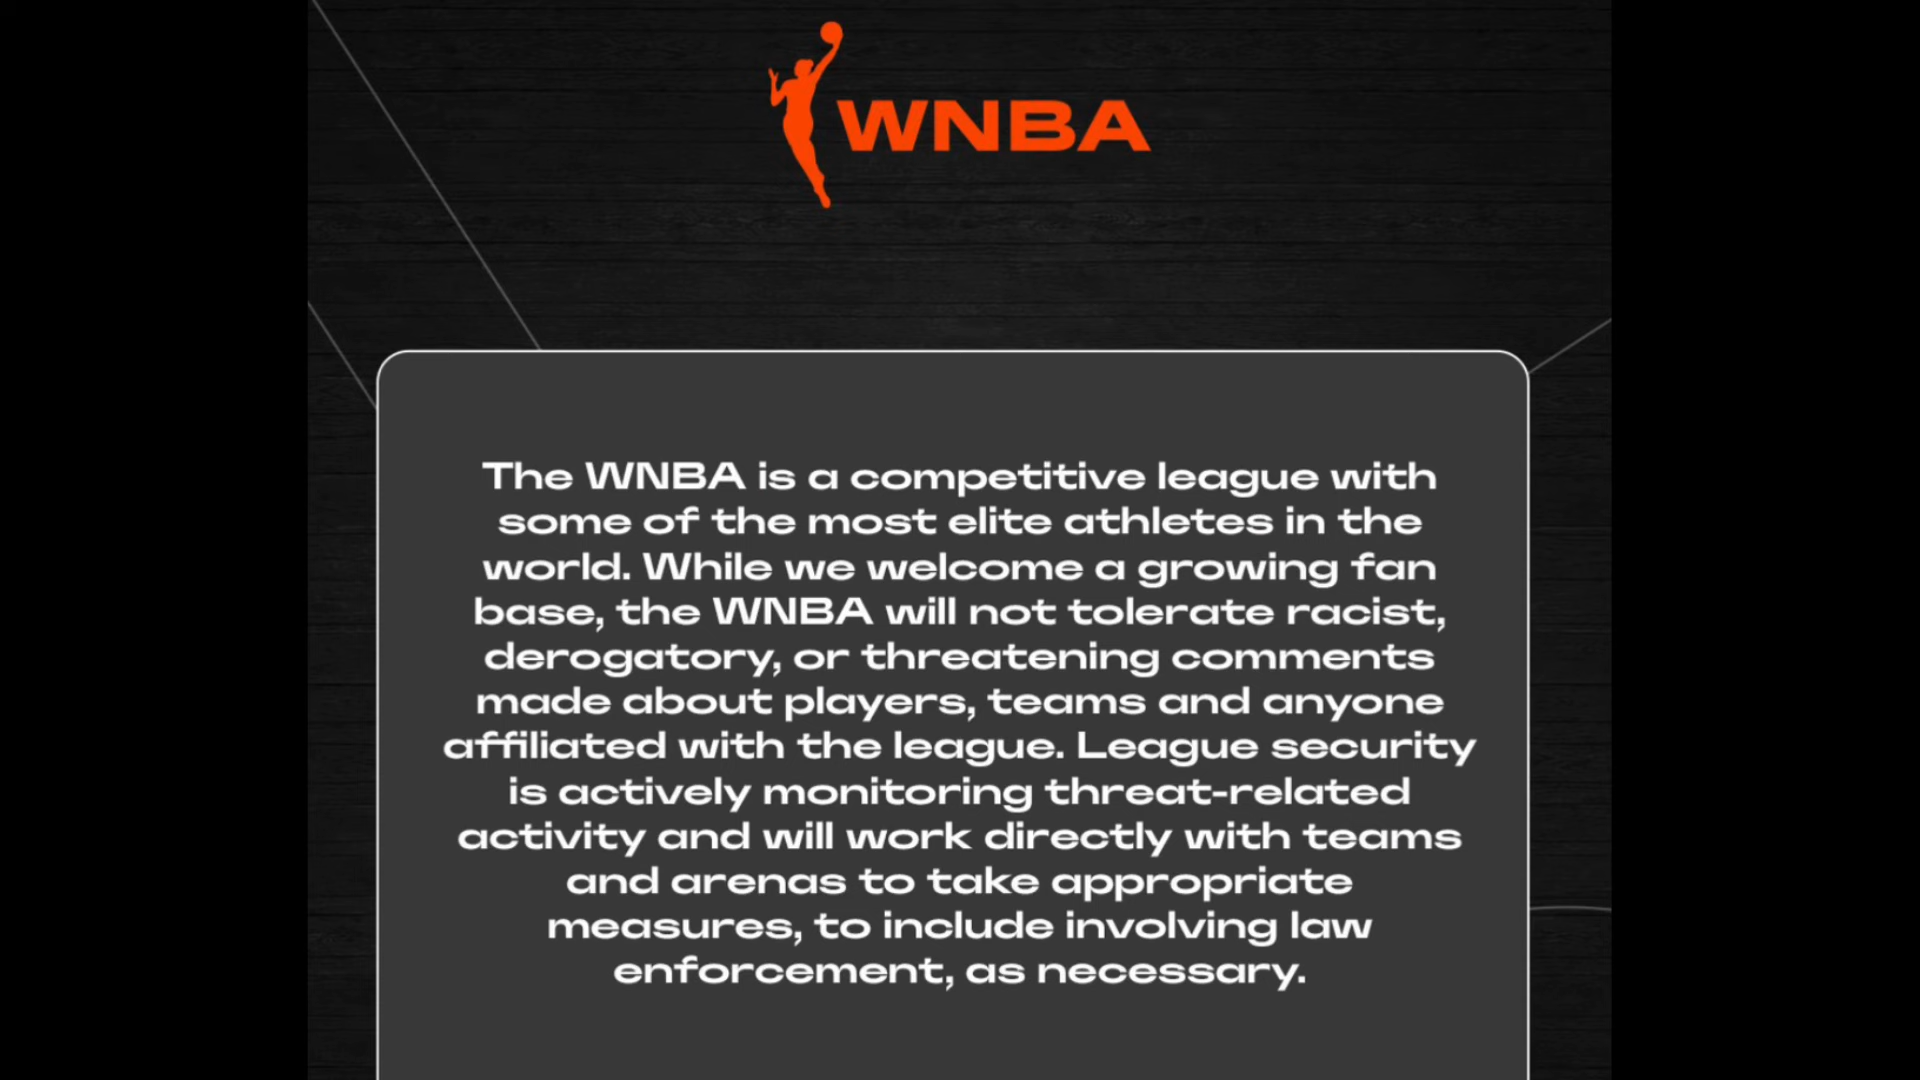 WNBA
The WNBA is a competitive league with
some of the most elite athletes in the
world. While we welcome a growing fan
base, the WNBA will not tolerate racist,
derogatory, or threatening comments
made about players, teams and anyone
affiliated with the league. League security
is actively monitoring threat-related
activity and will work directly with teams
and arenas to take appropriate
measures, to include involving law
enforcement, as necessary.